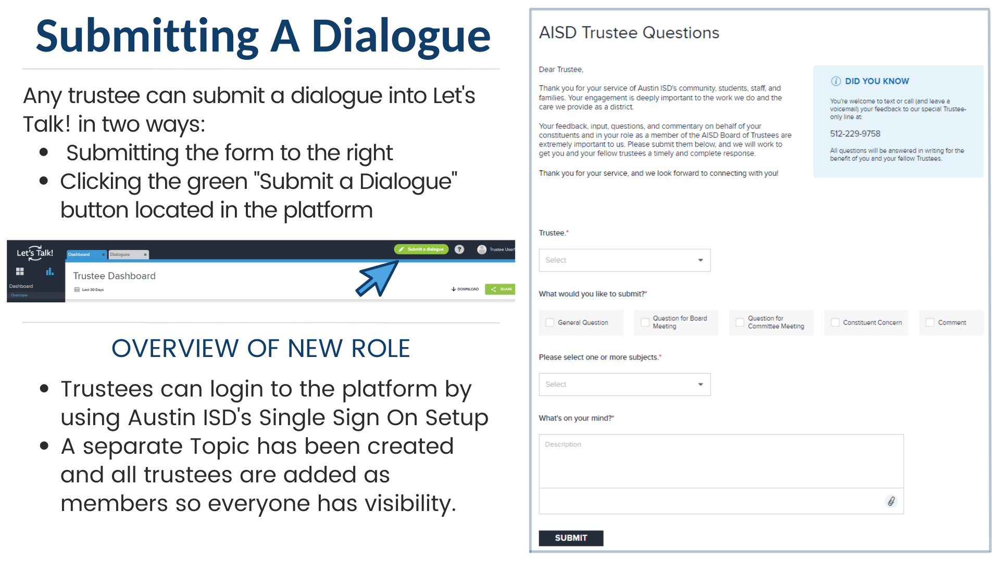 Submitting A Dialogue
Any trustee can submit a dialogue into Let's
Talk! in two ways:
• Submitting the form to the right
• Clicking the green "Submit a Dialogue"
button located in the platform
Let's Talk!
Dashboard x
Dialogues x
Submit a dialogue
?
Trustee User1
Trustee Dashboard
Dashboard
Last 30 Days
DOWNLOAD
SHARE
Overview
OVERVIEW OF NEW ROLE
• Trustees can login to the platform by
using Austin ISD's Single Sign On Setup
• A separate Topic has been created
and all trustees are added as
members so everyone has visibility.
AISD Trustee Questions
Dear Trustee,
Thank you for your service of Austin ISD's community, students, staff, and
families. Your engagement is deeply important to the work we do and the
care we provide as a district.
Your feedback, input, questions, and commentary on behalf of your
constituents and in your role as a member of the AISD Board of Trustees are
extremely important to us. Please submit them below, and we will work to
get you and your fellow trustees a timely and complete response.
Thank you for your service, and we look forward to connecting with you!
i DID YOU KNOW
You're welcome to text or call (and leave a
voicemail) your feedback to our special Trustee-
only line at:
512-229-9758
All questions will be answered in writing for the
benefit of you and your fellow Trustees.
Trustee.*
Select
What would you like to submit?*
General Question
Question for Board
Meeting
Question for
Committee Meeting
Constituent Concern
Comment
Please select one or more subjects.*
Select
What's on your mind?*
Description
SUBMIT